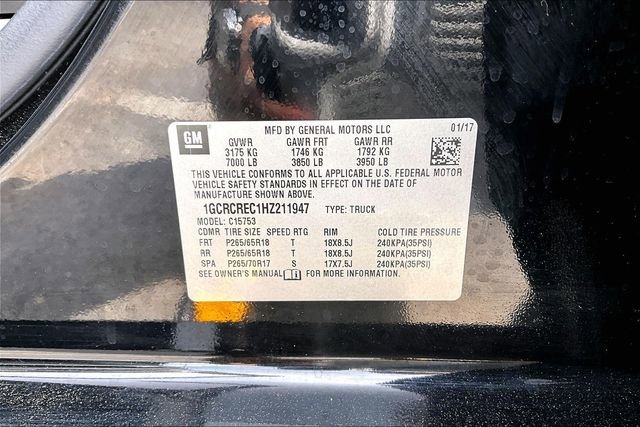 GM
MFD BY GENERAL MOTORS LLC 01/17
GVWR GAWR FRT GAWR RR
3175 KG 1746 KG 1792 KG
7000 LB 3850 LB 3950 LB
THIS VEHICLE CONFORMS TO ALL APPLICABLE U.S. FEDERAL MOTOR
VEHICLE SAFETY STANDARDS IN EFFECT ON THE DATE OF
MANUFACTURE SHOWN ABOVE.
1GCRCREC1HZ211947 TYPE: TRUCK
MODEL: C15753
CDMR TIRE SIZE SPEED RTG RIM COLD TIRE PRESSURE
FRT P265/65R18 T 18X8.5J 240KPA(35PSI)
RR P265/65R18 T 18X8.5J 240KPA(35PSI)
SPA P265/70R17 S 17X7.5J 240KPA(35PSI)
SEE OWNER'S MANUAL i FOR MORE INFORMATION.